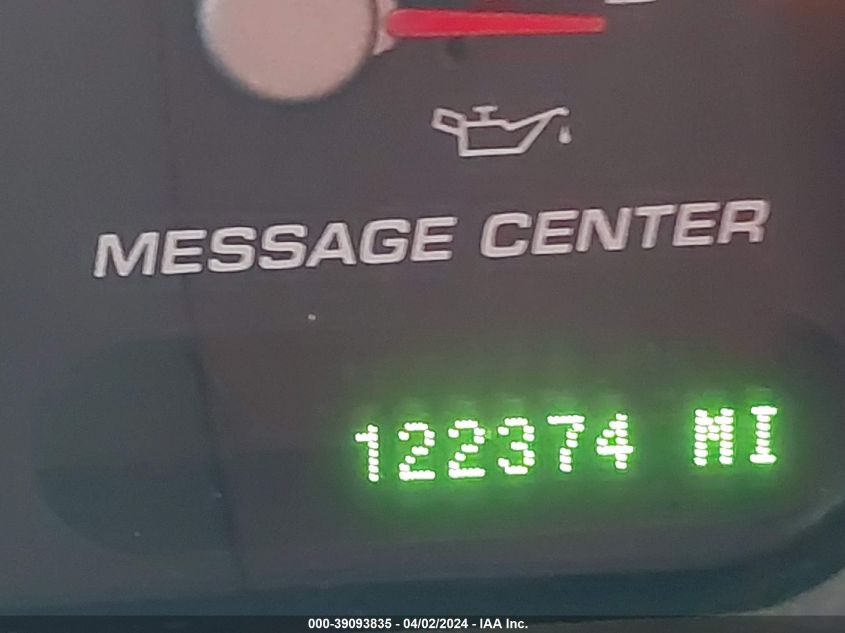 MESSAGE CENTER
122374 MI
000-39093835 - 04/02/2024 - IAA Inc.